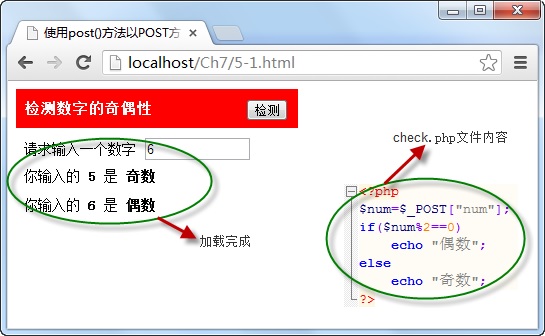 使用post()方法以POST方
localhost/Ch7/5-1.html
检测数字的奇偶性 检测
请求输入一个数字 6
你输入的 5 是 奇数
你输入的 6 是 偶数
加载完成
check.php文件内容
<?php
$num=$_POST["num"];
if($num%2==0)
echo "偶数";
else
echo "奇数";
?>